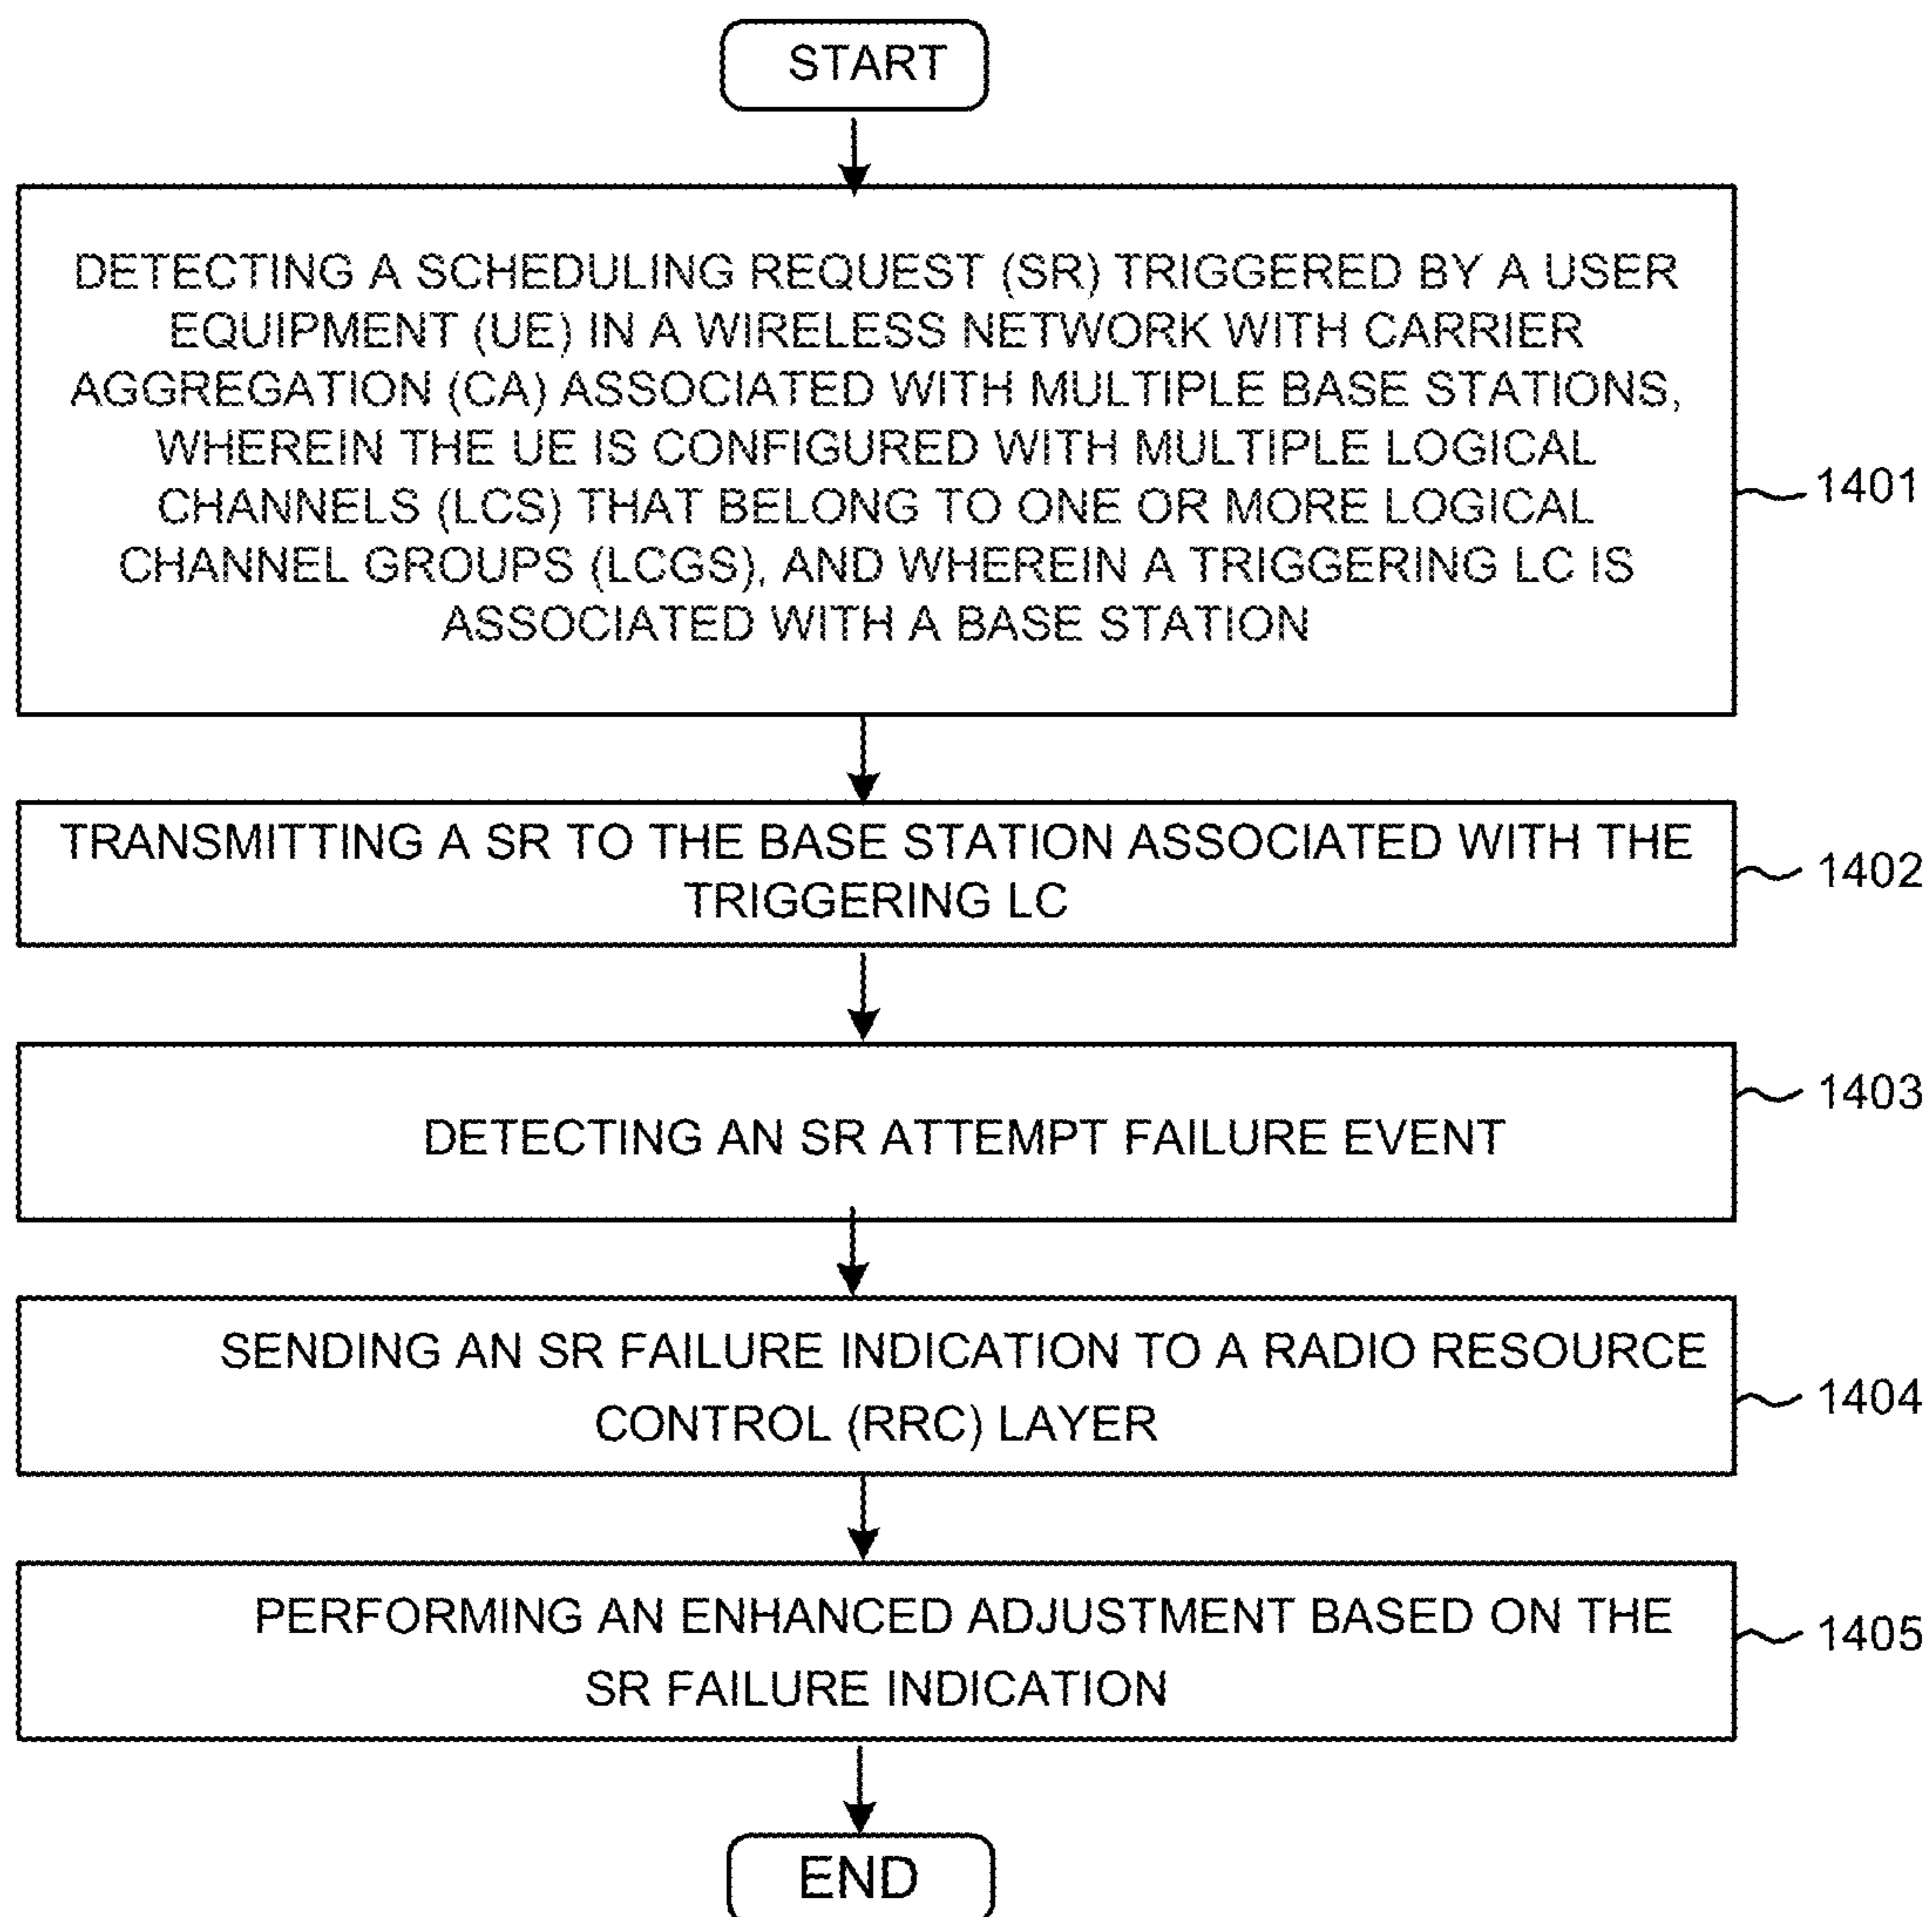 START
DETECTING A SCHEDULING REQUEST (SR) TRIGGERED BY A USER
EQUIPMENT (UE) IN A WIRELESS NETWORK WITH CARRIER
AGGREGATION (CA) ASSOCIATED WITH MULTIPLE BASE STATIONS,
WHEREIN THE UE IS CONFIGURED WITH MULTIPLE LOGICAL
CHANNELS (LCS) THAT BELONG TO ONE OR MORE LOGICAL
CHANNEL GROUPS (LCGS), AND WHEREIN A TRIGGERING LC IS
ASSOCIATED WITH A BASE STATION
1401
TRANSMITTING A SR TO THE BASE STATION ASSOCIATED WITH THE
TRIGGERING LC
1402
DETECTING AN SR ATTEMPT FAILURE EVENT
1403
SENDING AN SR FAILURE INDICATION TO A RADIO RESOURCE
CONTROL (RRC) LAYER
1404
PERFORMING AN ENHANCED ADJUSTMENT BASED ON THE
SR FAILURE INDICATION
1405
END